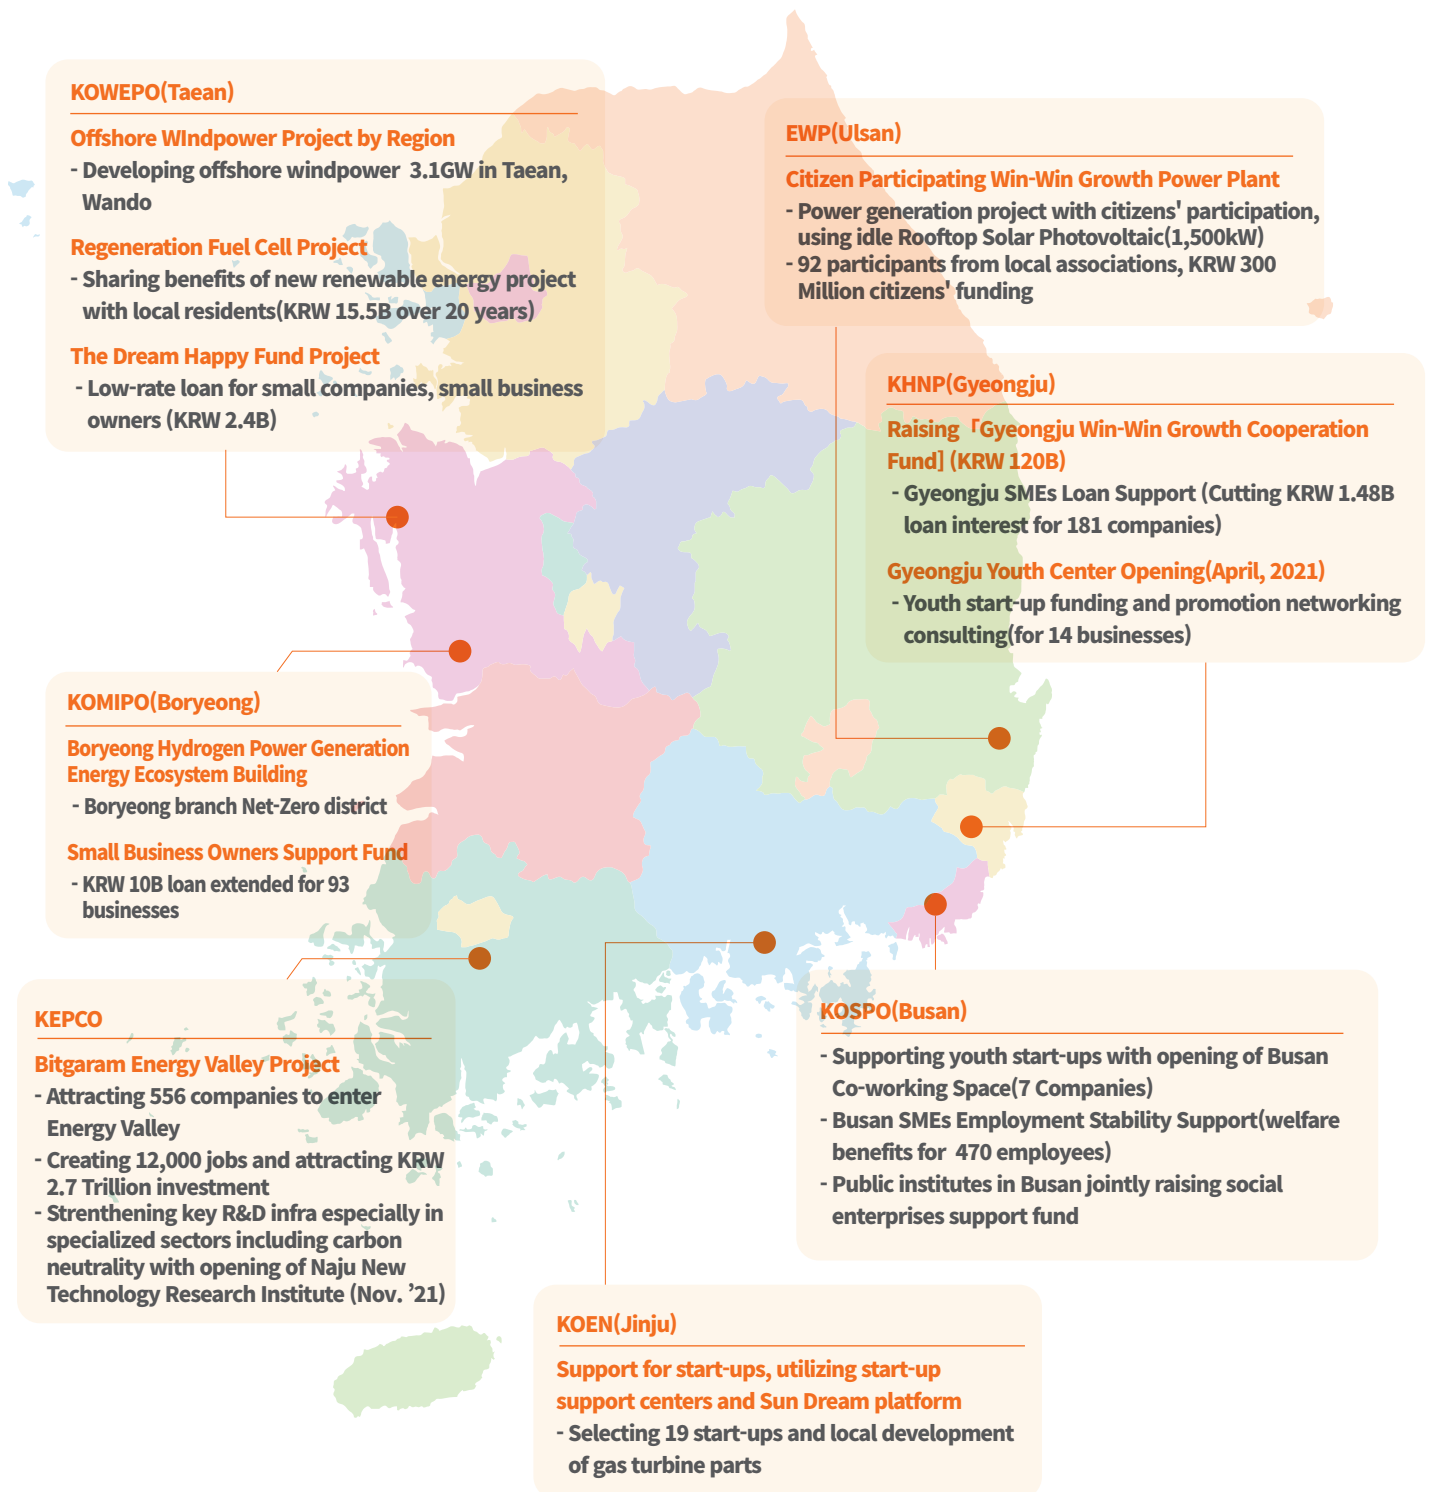 KOWEPO(Taean)
Offshore WIndpower Project by Region
- Developing offshore windpower 3.1GW in Taean,
Wando
Regeneration Fuel Cell Project
- Sharing benefits of new renewable energy project
with local residents(KRW 15.5B over 20 years)
The Dream Happy Fund Project
- Low-rate loan for small companies, small business
owners (KRW 2.4B)
EWP(Ulsan)
Citizen Participating Win-Win Growth Power Plant
- Power generation project with citizens' participation,
using idle Rooftop Solar Photovoltaic(1,500kW)
- 92 participants from local associations, KRW 300
Million citizens' funding
KHNP(Gyeongju)
Raising「Gyeongju Win-Win Growth Cooperation
Fund] (KRW 120B)
- Gyeongju SMEs Loan Support (Cutting KRW 1.48B
loan interest for 181 companies)
Gyeongju Youth Center Opening(April, 2021)
- Youth start-up funding and promotion networking
consulting(for 14 businesses)
KOMIPO(Boryeong)
Boryeong Hydrogen Power Generation
Energy Ecosystem Building
- Boryeong branch Net-Zero district
Small Business Owners Support Fund
- KRW 10B loan extended for 93
businesses
KEPCO
Bitgaram Energy Valley Project
- Attracting 556 companies to enter
Energy Valley
- Creating 12,000 jobs and attracting KRW
2.7 Trillion investment
- Strenthening key R&D infra especially in
specialized sectors including carbon
neutrality with opening of Naju New
Technology Research Institute (Nov. ’21)
KOSPO(Busan)
- Supporting youth start-ups with opening of Busan
Co-working Space(7 Companies)
- Busan SMEs Employment Stability Support(welfare
benefits for 470 employees)
- Public institutes in Busan jointly raising social
enterprises support fund
KOEN(Jinju)
Support for start-ups, utilizing start-up
support centers and Sun Dream platform
- Selecting 19 start-ups and local development
of gas turbine parts